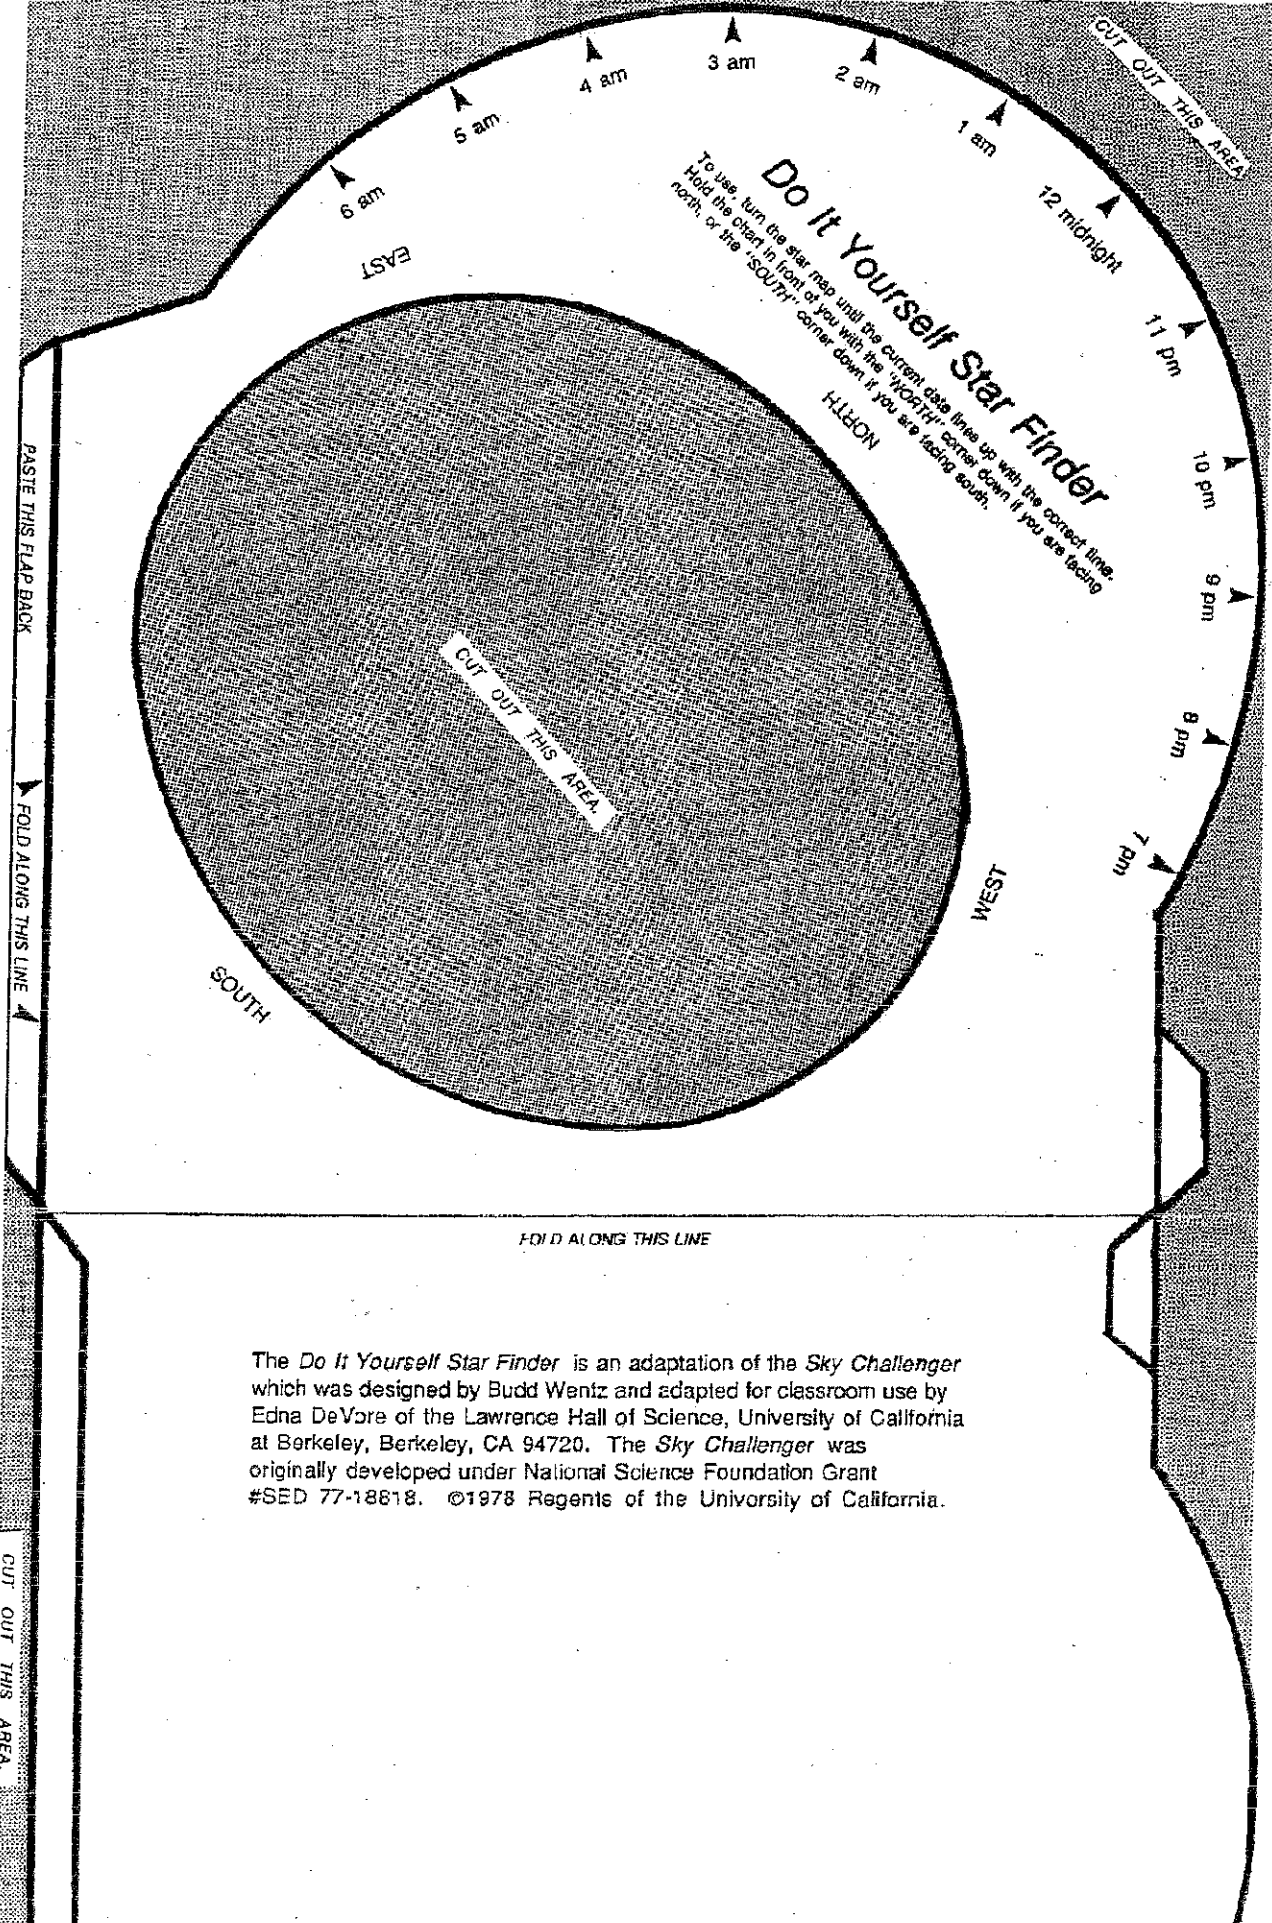 CUT OUT THIS AREA.
3 am
4 am
2 am
5 am
1 am
6 am
12 midnight
11 pm
10 pm
9 pm
8 pm
7 pm
Do It Yourself Star Finder
To use, turn the star map until the current date lines up with the correct time.
Hold the chart in front of you with the "NORTH" corner down if you are facing
north, or the "SOUTH" corner down if you are facing south.
EAST
NORTH
WEST
SOUTH
CUT OUT THIS AREA.
PASTE THIS FLAP BACK
FOLD ALONG THIS LINE
FOLD ALONG THIS LINE
The Do It Yourself Star Finder is an adaptation of the Sky Challenger
which was designed by Budd Wentz and adapted for classroom use by
Edna DeVore of the Lawrence Hall of Science, University of California
at Berkeley, Berkeley, CA 94720. The Sky Challenger was
originally developed under National Science Foundation Grant
#SED 77-18818. ©1978 Regents of the University of California.
CUT OUT THIS AREA.